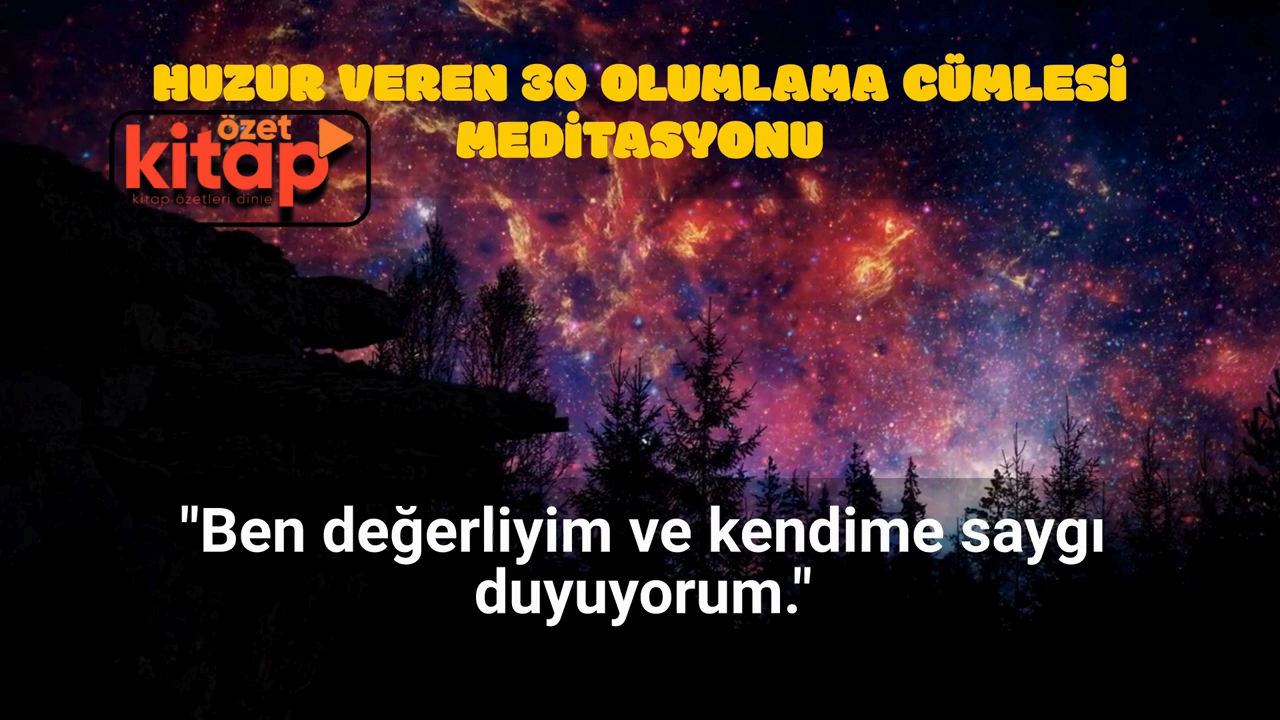 HUZUR VEREN 30 OLUMLAMA CÜMLESİ
MEDİTASYONU
özet
kitap
kitap özetleri dinle
"Ben değerliyim ve kendime saygı
duyuyorum."